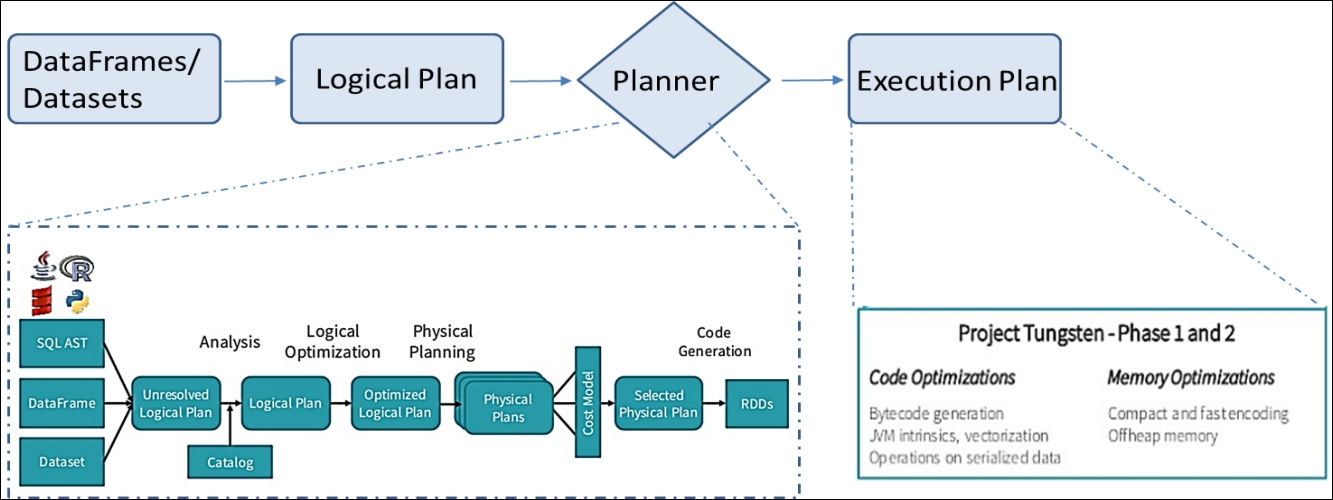 DataFrames/
Datasets
Logical Plan
Planner
Execution Plan
SQL AST
DataFrame
Dataset
Analysis
Unresolved
Logical Plan
Catalog
Logical
Optimization
Logical Plan
Optimized
Logical Plan
Physical
Planning
Physical
Plans
Cost Model
Selected
Physical Plan
Code
Generation
RDDs
Project Tungsten - Phase 1 and 2
Code Optimizations
Bytecode generation
JVM intrinsics, vectorization
Operations on serialized data
Memory Optimizations
Compact and fast encoding
Offheap memory